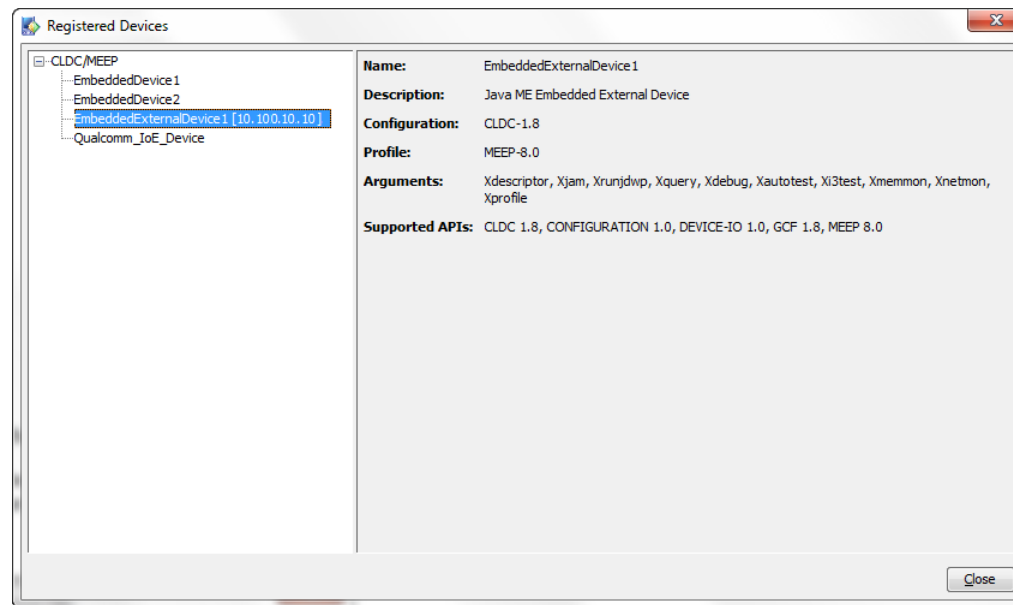 Registered Devices
CLDC/MEEP
EmbeddedDevice1
EmbeddedDevice2
EmbeddedExternalDevice1 [10.100.10.10]
Qualcomm_IoE_Device
Name: EmbeddedExternalDevice1
Description: Java ME Embedded External Device
Configuration: CLDC-1.8
Profile: MEEP-8.0
Arguments: Xdescriptor, Xjam, Xrunjdwp, Xquery, Xdebug, Xautotest, Xi3test, Xmemmon, Xnetmon,
Xprofile
Supported APIs: CLDC 1.8, CONFIGURATION 1.0, DEVICE-IO 1.0, GCF 1.8, MEEP 8.0
Close